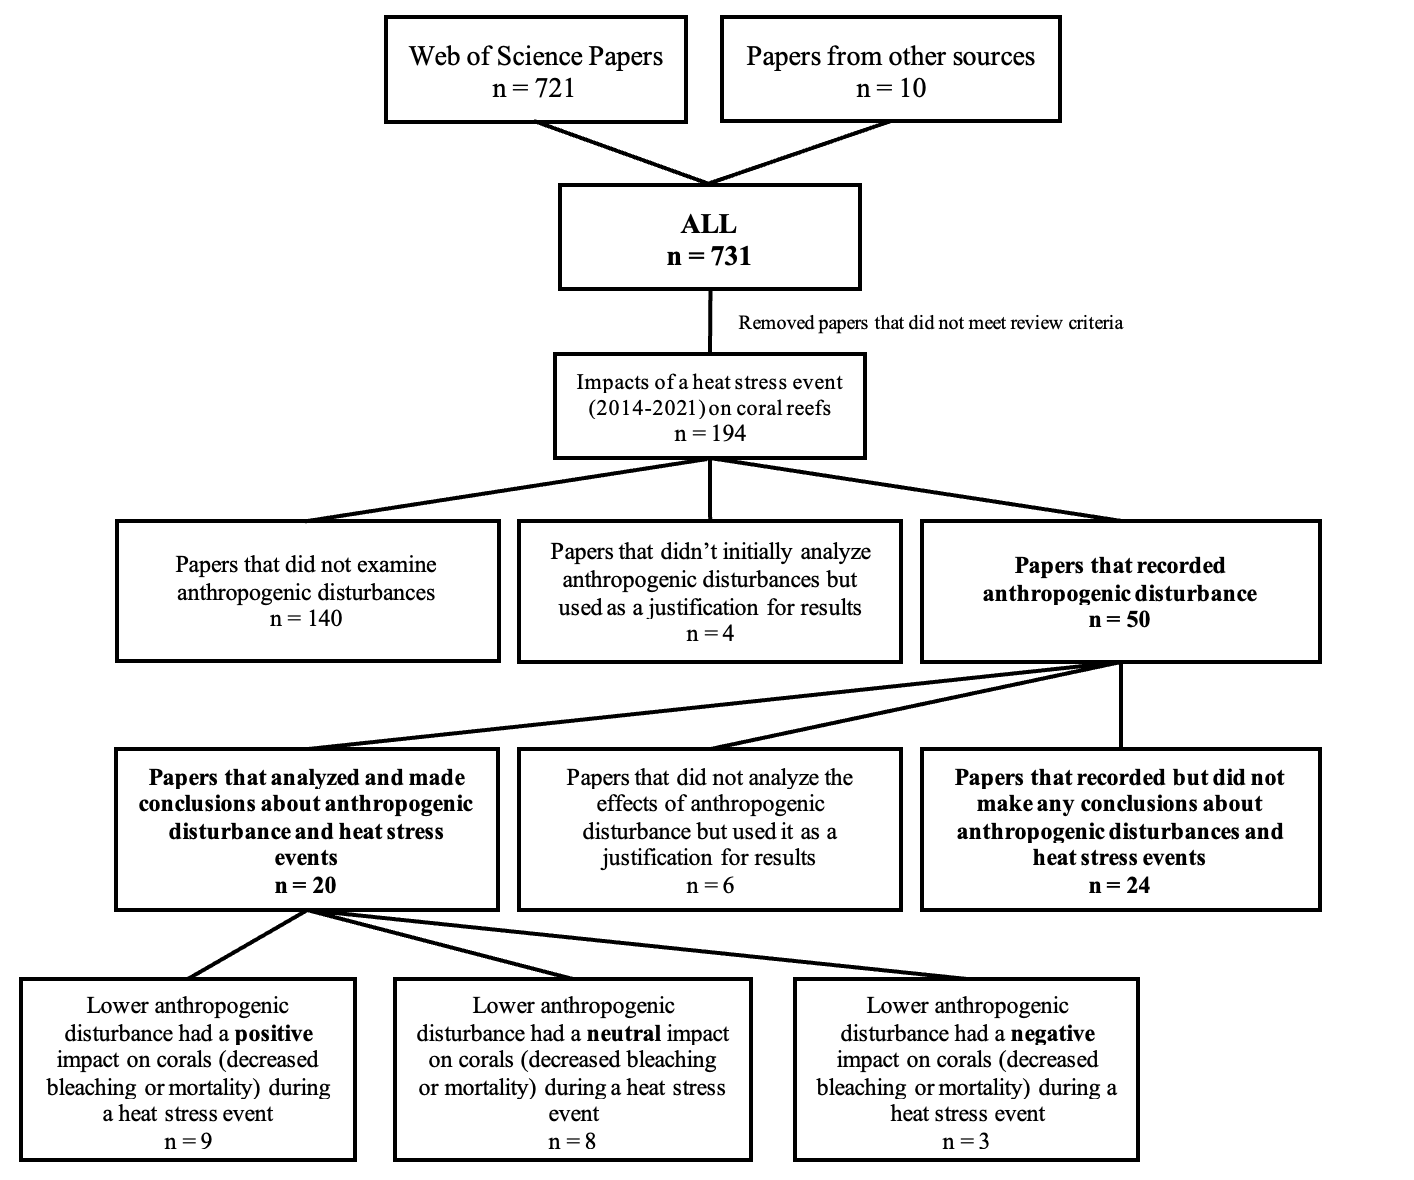 Web of Science Papers
n = 721
Papers from other sources
n = 10
ALL
n = 731
Removed papers that did not meet review criteria
Impacts of a heat stress event
(2014-2021) on coral reefs
n = 194
Papers that did not examine
anthropogenic disturbances
n = 140
Papers that didn’t initially analyze
anthropogenic disturbances but
used as a justification for results
n = 4
Papers that recorded
anthropogenic disturbance
n = 50
Papers that analyzed and made
conclusions about anthropogenic
disturbance and heat stress
events
n = 20
Papers that did not analyze the
effects of anthropogenic
disturbance but used it as a
justification for results
n = 6
Papers that recorded but did not
make any conclusions about
anthropogenic disturbances and
heat stress events
n = 24
Lower anthropogenic
disturbance had a positive
impact on corals (decreased
bleaching or mortality) during
a heat stress event
n = 9
Lower anthropogenic
disturbance had a neutral impact
on corals (decreased bleaching
or mortality) during a heat stress
event
n = 8
Lower anthropogenic
disturbance had a negative
impact on corals (decreased
bleaching or mortality) during a
heat stress event
n = 3